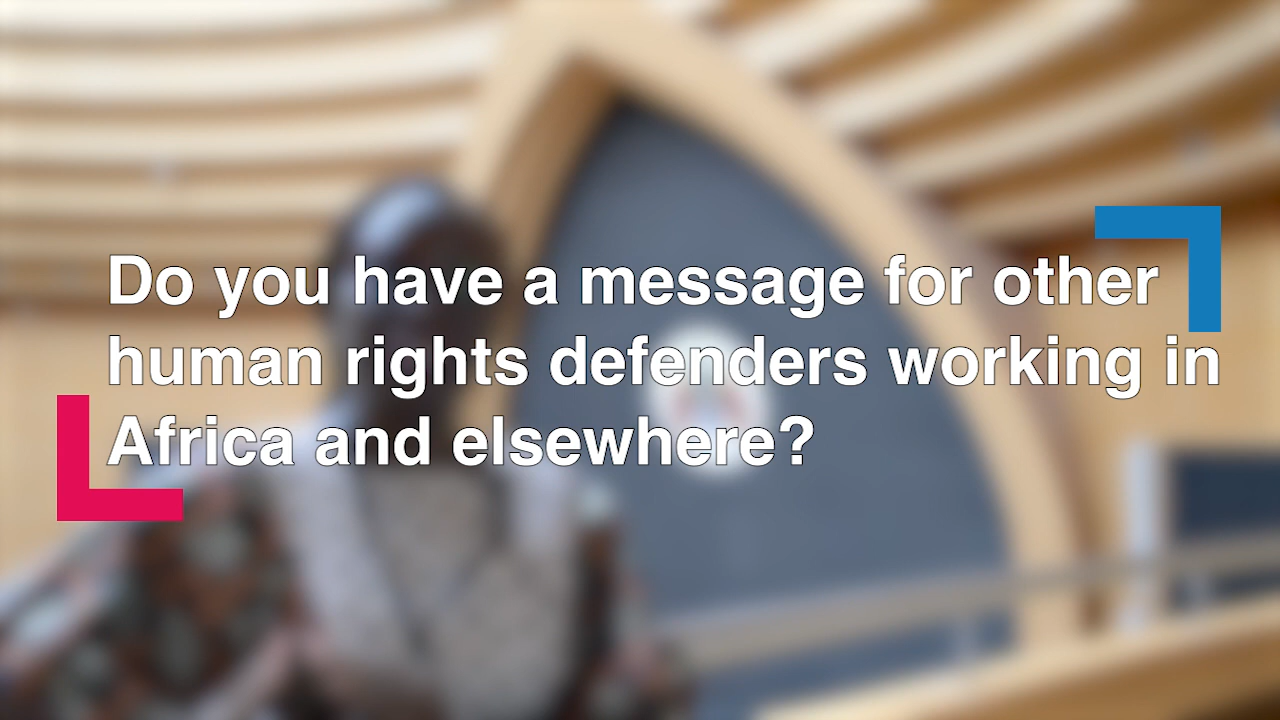 Do you have a message for other
human rights defenders working in
Africa and elsewhere?